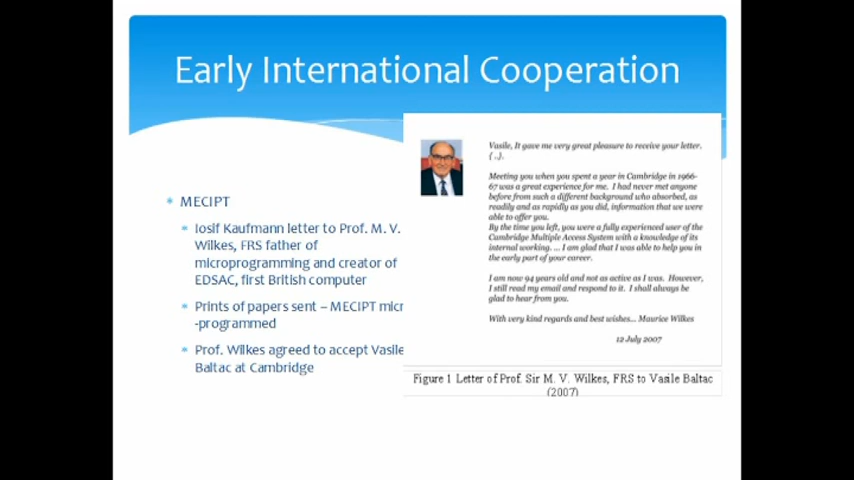 Early International Cooperation
MECIPT
Iosif Kaufmann letter to Prof. M. V.
Wilkes, FRS father of
microprogramming and creator of
EDSAC, first British computer
Prints of papers sent – MECIPT micr
-programmed
Prof. Wilkes agreed to accept Vasile
Baltac at Cambridge
Vasile, It gave me very great pleasure to receive your letter.
( ..).
Meeting you when you spent a year in Cambridge in 1966-
67 was a great experience for me. I had never met anyone
before from such a different background who absorbed, as
readily and as rapidly as you did, information that we were
able to offer you.
By the time you left, you were a fully experienced user of the
Cambridge Multiple Access System with a knowledge of its
internal working. ... I am glad that I was able to help you in
the early part of your career.
I am now 94 years old and not as active as I was. However,
I still read my email and respond to it. I shall always be
glad to hear from you.
With very kind regards and best wishes... Maurice Wilkes
12 July 2007
Figure 1 Letter of Prof. Sir M. V. Wilkes, FRS to Vasile Baltac
(2007)